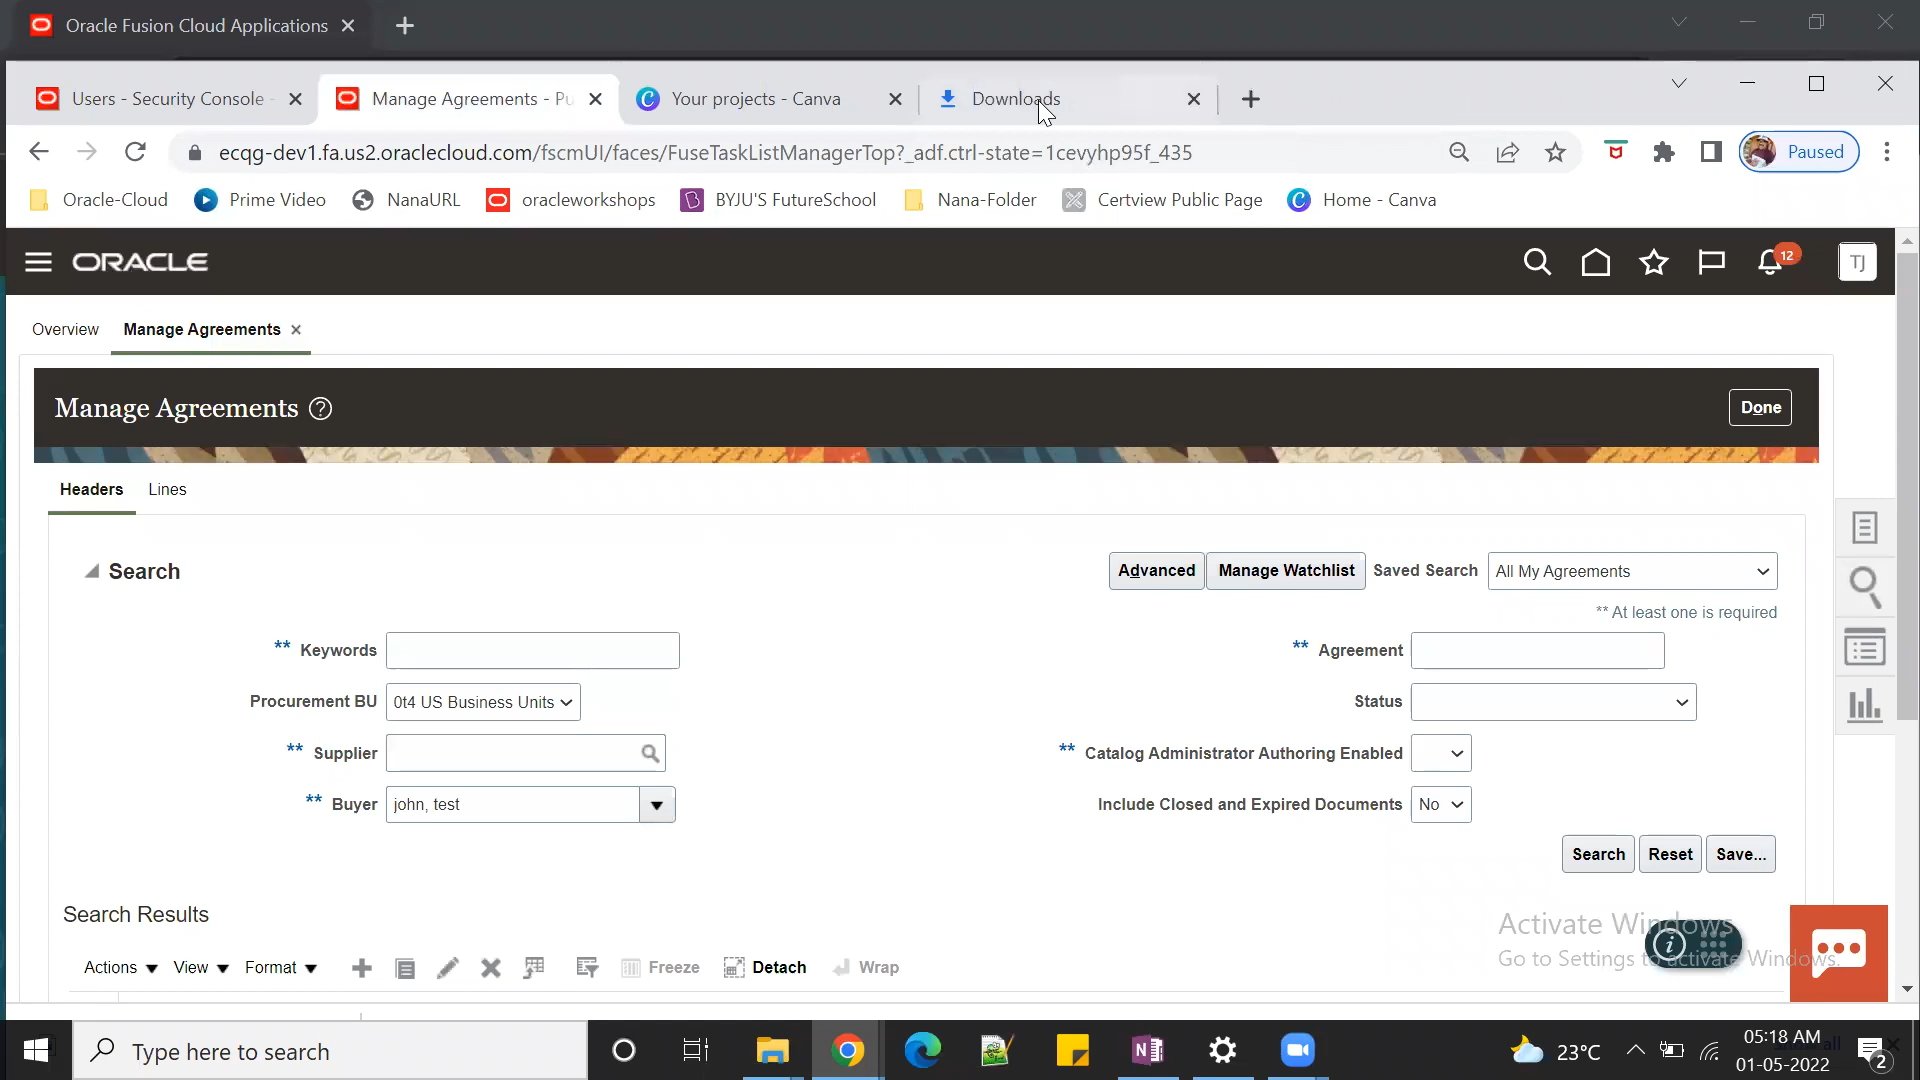 Oracle Fusion Cloud Applications
Users - Security Console -
Manage Agreements - Pu
Your projects - Canva
Downloads
ecqg-dev1.fa.us2.oraclecloud.com/fscmUI/faces/FuseTaskListManagerTop?_adf.ctrl-state=1cevyhp95f_435
Paused
Oracle-Cloud
Prime Video
NanaURL
oracleworkshops
BYJU'S FutureSchool
Nana-Folder
Certview Public Page
Home - Canva
ORACLE
12
TJ
Overview
Manage Agreements
Manage Agreements
Done
Headers
Lines
Search
Advanced
Manage Watchlist
Saved Search
All My Agreements
** At least one is required
** Keywords
** Agreement
Procurement BU
0t4 US Business Units
Status
** Supplier
** Catalog Administrator Authoring Enabled
** Buyer
john, test
Include Closed and Expired Documents
No
Search
Reset
Save...
Search Results
Activate Windows
Go to Settings to activate Windows.
Actions
View
Format
Freeze
Detach
Wrap
Type here to search
23°C
05:18 AM
01-05-2022
2